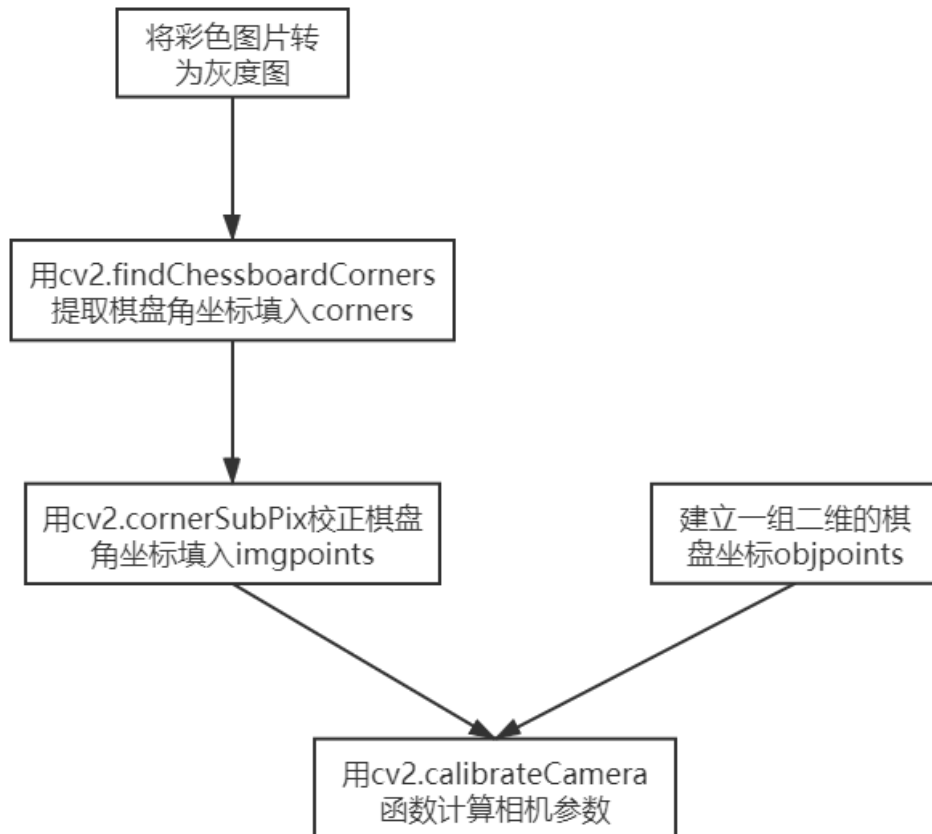 将彩色图片转
为灰度图
用cv2.findChessboardCorners
提取棋盘角坐标填入corners
用cv2.cornerSubPix校正棋盘
角坐标填入imgpoints
建立一组二维的棋
盘坐标objpoints
用cv2.calibrateCamera
函数计算相机参数